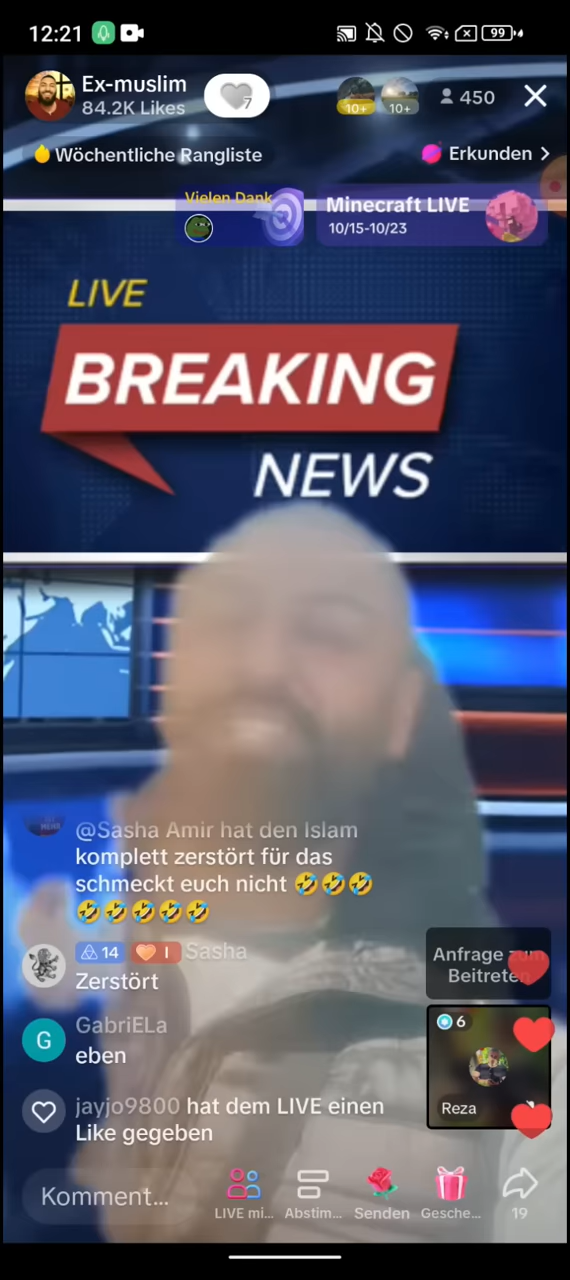 12:21
99
Ex-muslim
84.2K Likes
7
10+
10+
450
Wöchentliche Rangliste
Erkunden
Vielen Dank
Minecraft LIVE
10/15-10/23
LIVE
BREAKING
NEWS
@Sasha Amir hat den Islam
komplett zerstört für das
schmeckt euch nicht 🤣🤣🤣
🤣🤣🤣🤣🤣
14
I
Sasha
Zerstört
G
GabriELa
eben
jayjo9800 hat dem LIVE einen
Like gegeben
Anfrage zum
Beitreten
6
Reza
Komment...
LIVE mi...
Abstim...
Senden
Gesche...
19